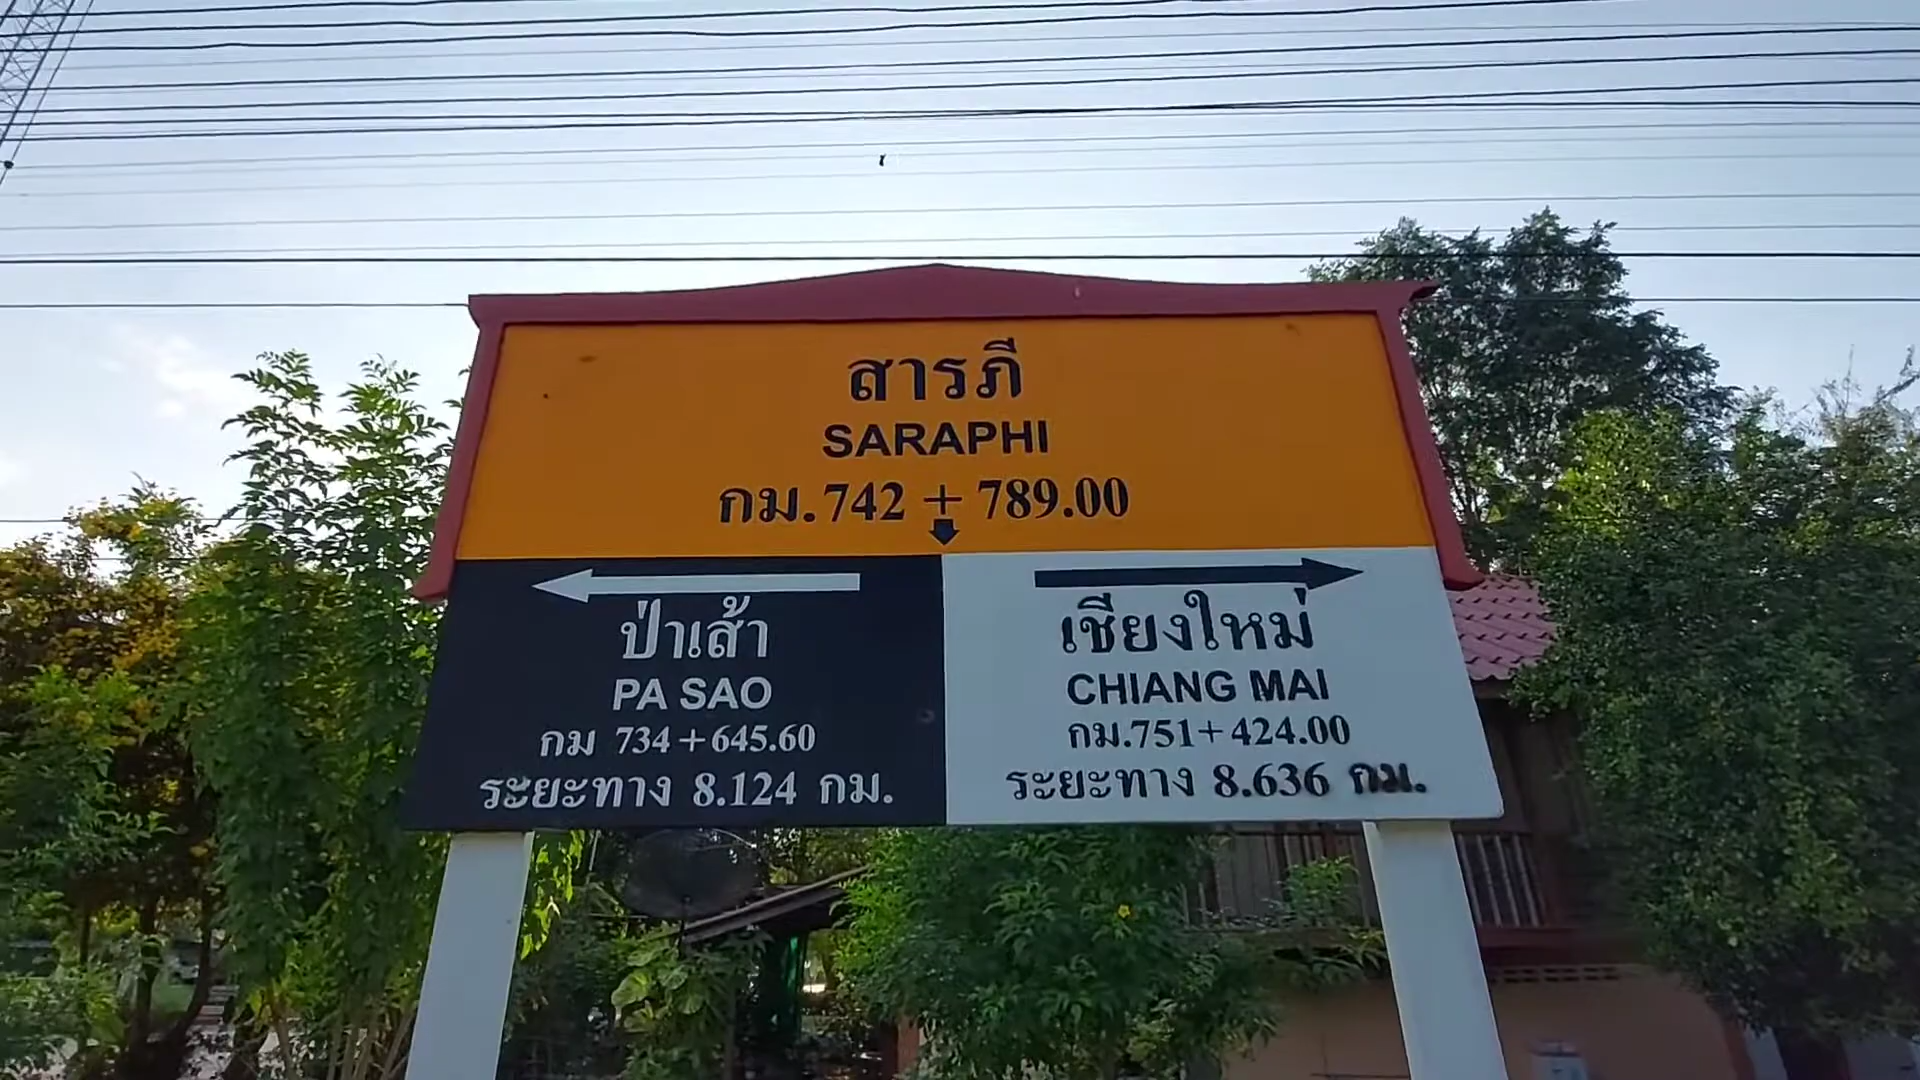 สารภี
SARAPHI
กม.742 + 789.00
ป่าเส้า
PA SAO
กม 734+645.60
ระยะทาง 8.124 กม.
เชียงใหม่
CHIANG MAI
กม.751+424.00
ระยะทาง 8.636 กม.